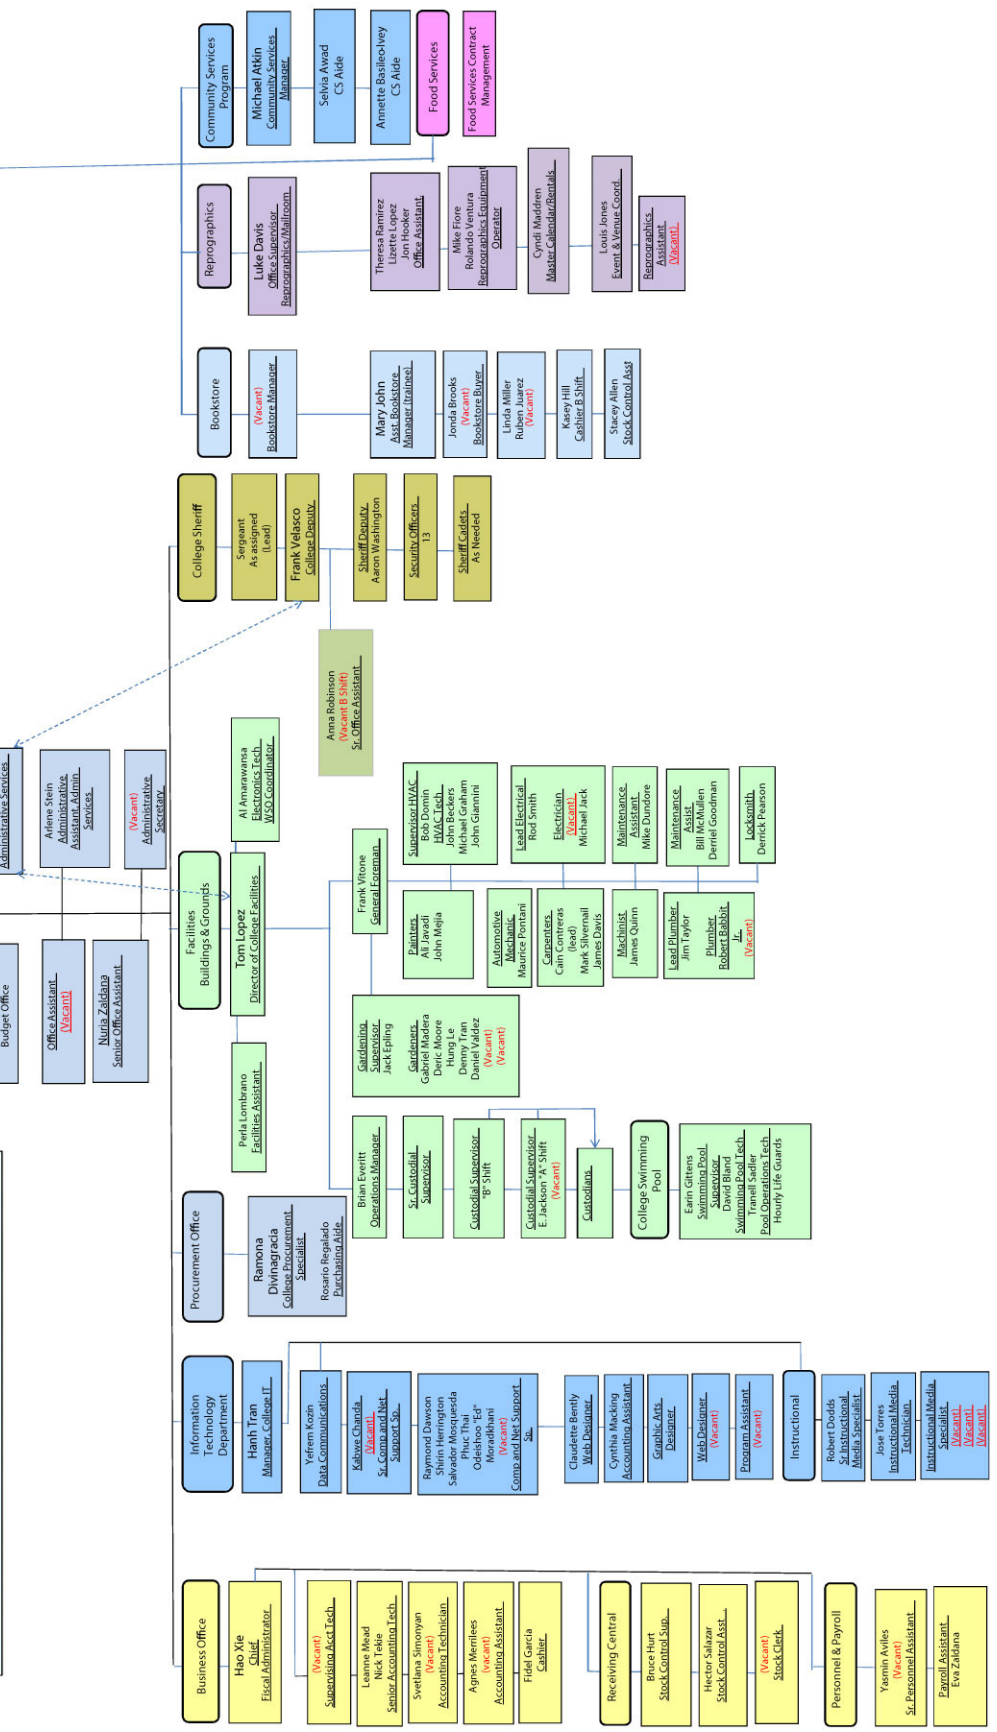 Administrative Services
Budget Office
Arlene Stein
Administrative
Assistant, Admin
Services
(Vacant)
Administrative
Secretary
Office Assistant
(Vacant)
Nuria Zaldana
Senior Office Assistant
Business Office
Hao Xie
Chief
Fiscal Administrator
(Vacant)
Supervising Acct Tech
Leanne Mead
Nick Tekie
Senior Accounting Tech
Svetlana Simonyan
(Vacant)
Accounting Technician
Agnes Merrilees
(vacant)
Accounting Assistant
Fidel Garcia
Cashier
Receiving Central
Bruce Hurt
Stock Control Sup.
Hector Salazar
Stock Control Asst .
(Vacant)
Stock Clerk
Personnel & Payroll
Yasmin Aviles
(Vacant)
Sr. Personnel Assistant
Payroll Assistant
Eva Zaldana
Information
Technology
Department
Hanh Tran
Manager, College IT
Yefrem Kozin
Data Communications
Kabwe Chanda
(Vacant)
Sr. Comp and Net
Support Sp.
Raymond Dawson
Shirin Herrington
Salvador Mosquesda
Phuc Thai
Odeishoo "Ed"
Moradkhani
(Vacant)
Comp and Net Support
Sp.
Claudette Bently
Web Designer
Cynthia Macking
Accounting Assistant
Graphic Arts
Designer
Web Designer
(Vacant)
Program Assistant
(Vacant)
Instructional
Robert Dodds
Sr Instructional
Media Specialist
Jose Torres
Instructional Media
Technician
Instructional Media
Specialist
(Vacant)
(Vacant)
(Vacant)
Procurement Office
Ramona
Divinagracia
College Procurement
Specialist
Rosario Regalado
Purchasing Aide
Facilities
Buildings & Grounds
Tom Lopez
Director of College Facilities
Perla Lombrano
Facilities Assistant
Al Amarawansa
Electronics Tech
WSO Coordinator
Brian Everitt
Operations Manager
Sr. Custodial
Supervisor
Custodial Supervisor
"B" Shift
Custodial Supervisor
E. Jackson "A" Shift
(Vacant)
Custodians
College Swimming
Pool
Earin Gittens
Swimming Pool
Supervisor
David Bland
Swimming Pool Tech
Tranell Sadler
Pool Operations Tech
Hourly Life Guards
Frank Vitone
General Foreman
Gardening
Supervisor
Jack Epling
Gardeners
Gabriel Madera
Deric Moore
Hung Le
Denny Tran
Daniel Valdez
(Vacant)
(Vacant)
Painters
Ali Javadi
John Mejia
Automotive
Mechanic
Maurice Pontani
Carpenters
Cain Contreras
(lead)
Mark Silvernail
James Davis
Machinist
James Quinn
Lead Plumber
Jim Taylor
Plumber
Robert Babbit
Jr.
(Vacant)
Supervisor HVAC
Bob Domin
HVAC Tech
John Beckers
Michael Graham
John Giannini
Lead Electrical
Rod Smith
Electrician
(Vacant)
Michael Jack
Maintenance
Assistant
Mike Dundore
Maintenance
Assist
Bill McMullen
Derriel Goodman
Locksmith
Derrick Pearson
College Sheriff
Sergeant
As assigned
(Lead)
Frank Velasco
College Deputy
Anna Robinson
(Vacant B Shift)
Sr. Office Assistant
Sheriff Deputy
Aaron Washington
Security Officers
13
Sheriff Cadets
As Needed
Bookstore
(Vacant)
Bookstore Manager
Mary John
Asst. Bookstore
Manager (trainee)
Jonda Brooks
(Vacant)
Bookstore Buyer
Linda Miller
Ruben Juarez
(Vacant)
Kasey Hill
Cashier B Shift
Stacey Allen
Stock Control Asst
Reprographics
Luke Davis
Office Supervisor
Reprographics/Mailroom
Theresa Ramirez
Lizette Lopez
Jon Hooker
Office Assistant
Mike Fiore
Rolando Ventura
Reprographics Equipment
Operator
Cyndi Maddren
Master Calendar/Rentals
Louis Jones
Event & Venue Coord.
Reprographics
Assistant
(Vacant)
Community Services
Program
Michael Atkin
Community Services
Manager
Selvia Awad
CS Aide
Annette Basileo-Ivey
CS Aide
Food Services
Food Services Contract
Management